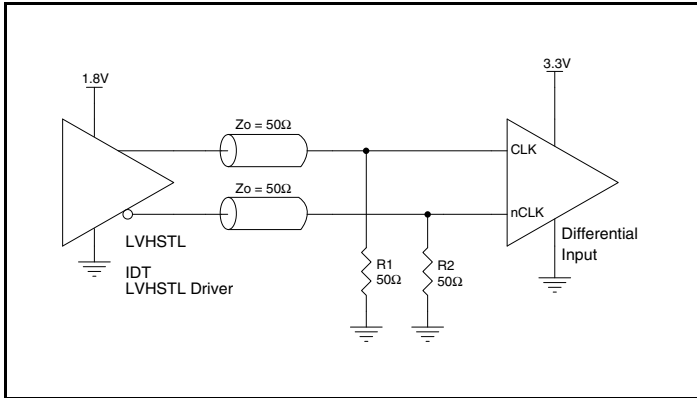 1.8V
3.3V
Zo = 50Ω
CLK
Zo = 50Ω
nCLK
LVHSTL
IDT
LVHSTL Driver
R1
50Ω
R2
50Ω
Differential
Input